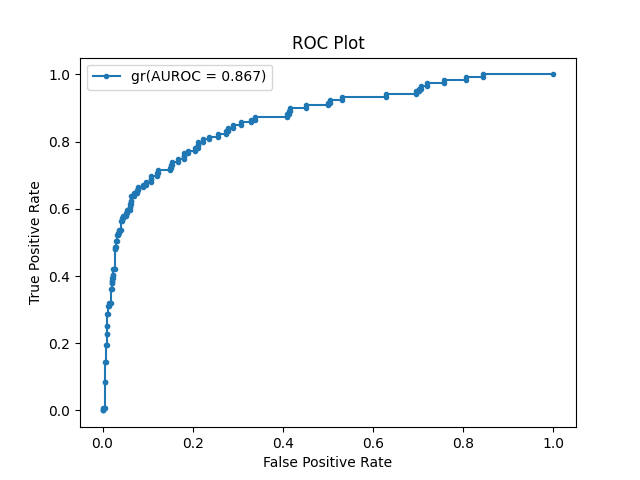 ROC Plot
gr(AUROC = 0.867)
True Positive Rate
1.0
0.8
0.6
0.4
0.2
0.0
0.0 0.2 0.4 0.6 0.8 1.0
False Positive Rate